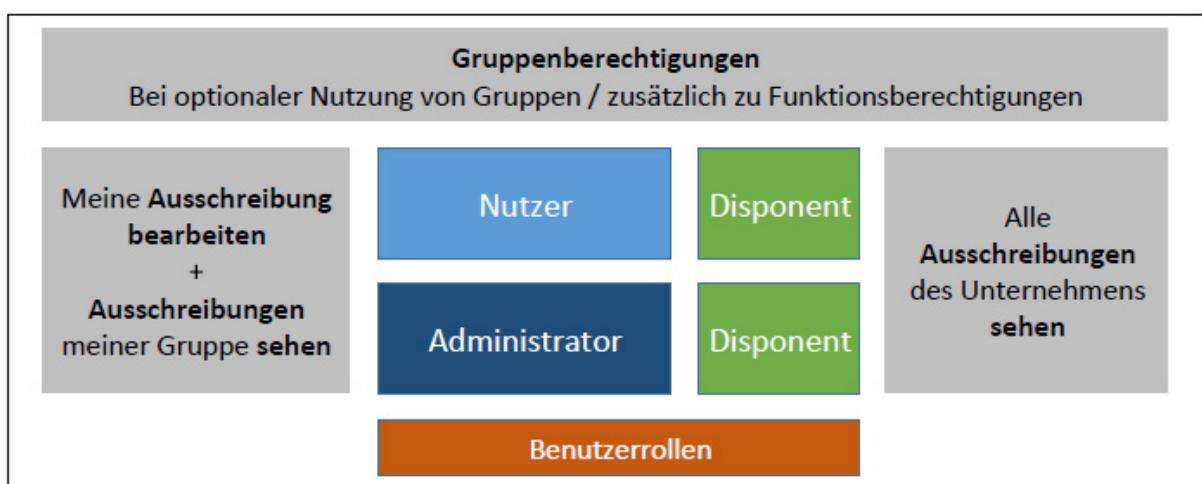 Gruppenberechtigungen
Bei optionaler Nutzung von Gruppen / zusätzlich zu Funktionsberechtigungen
Meine Ausschreibung
bearbeiten
+
Ausschreibungen
meiner Gruppe sehen
Nutzer
Disponent
Administrator
Disponent
Alle
Ausschreibungen
des Unternehmens
sehen
Benutzerrollen